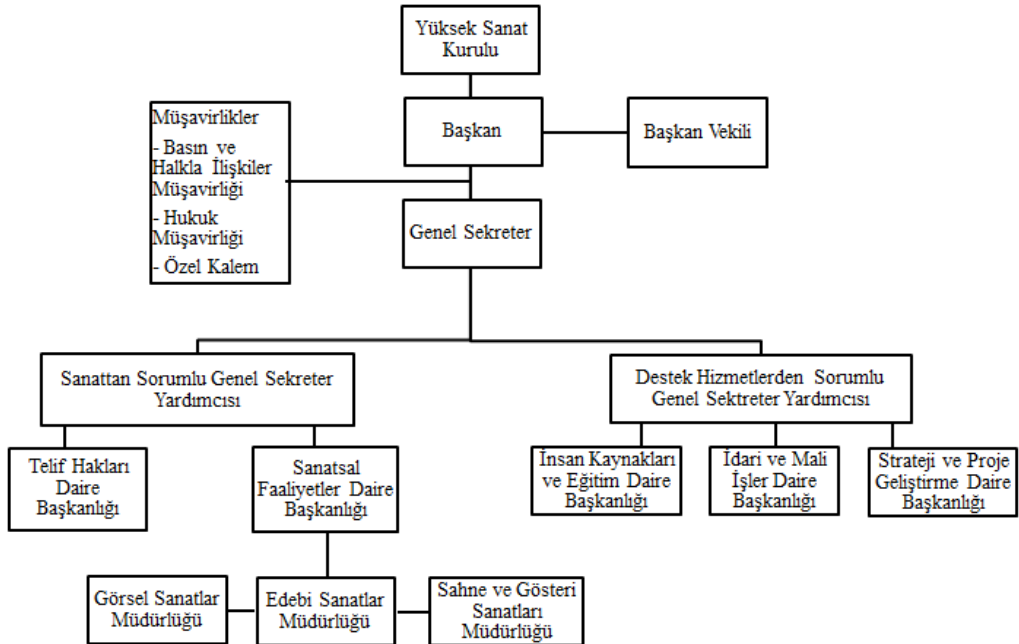 Yüksek Sanat
Kurulu
Müşavirlikler
- Basın ve
Halkla İlişkiler
Müşavirliği
- Hukuk
Müşavirliği
- Özel Kalem
Başkan
Başkan Vekili
Genel Sekreter
Sanattan Sorumlu Genel Sekreter
Yardımcısı
Destek Hizmetlerden Sorumlu
Genel Sektreter Yardımcısı
Telif Hakları
Daire
Başkanlığı
Sanatsal
Faaliyetler Daire
Başkanlığı
İnsan Kaynakları
ve Eğitim Daire
Başkanlığı
İdari ve Mali
İşler Daire
Başkanlığı
Strateji ve Proje
Geliştirme Daire
Başkanlığı
Görsel Sanatlar
Müdürlüğü
Edebi Sanatlar
Müdürlüğü
Sahne ve Gösteri
Sanatları
Müdürlüğü